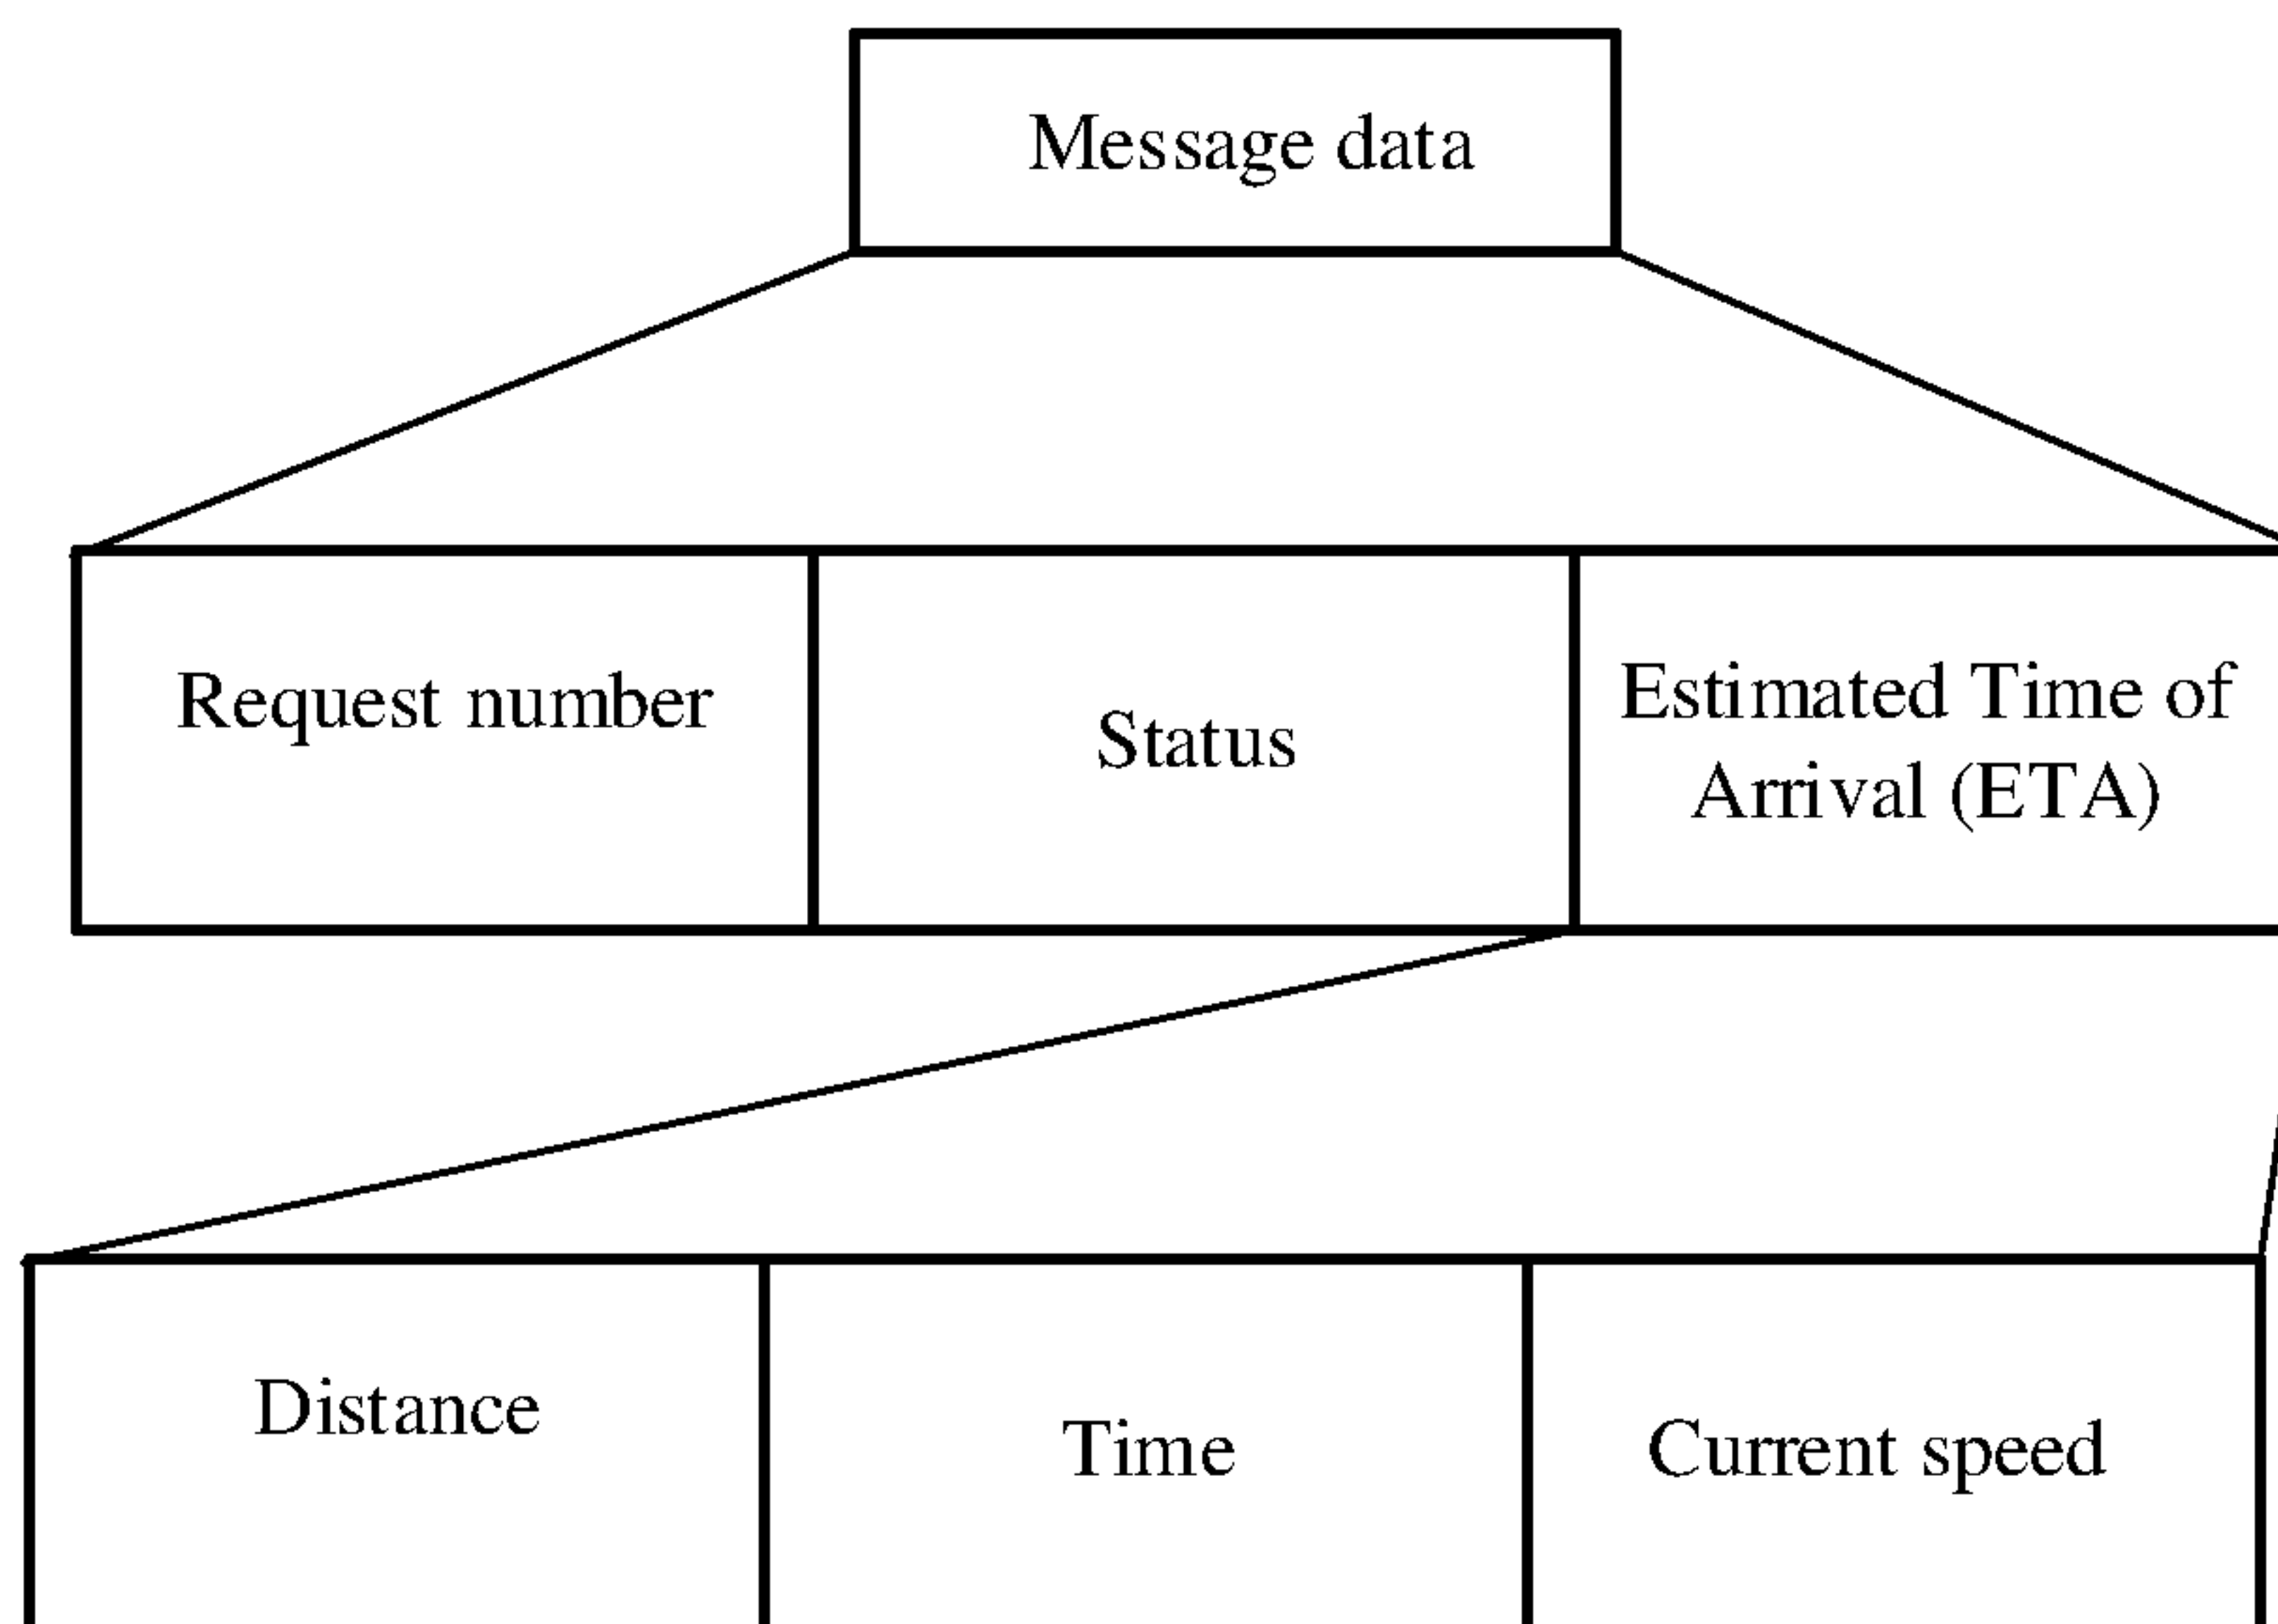 Message data
Request number
Status
Estimated Time of
Arrival (ETA)
Distance
Time
Current speed